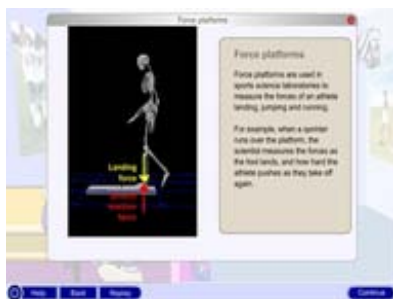 Force platforms
Force platforms
Force platforms are used in
sports science laboratories to
measure the forces of an athlete
landing, jumping and running.
For example, when a sprinter
runs over the platform, the
scientist measures the forces as
the foot lands, and how hard the
athlete pushes as they take off
again.
Landing
force
reaction
force
Help
Back
Replay
Continue